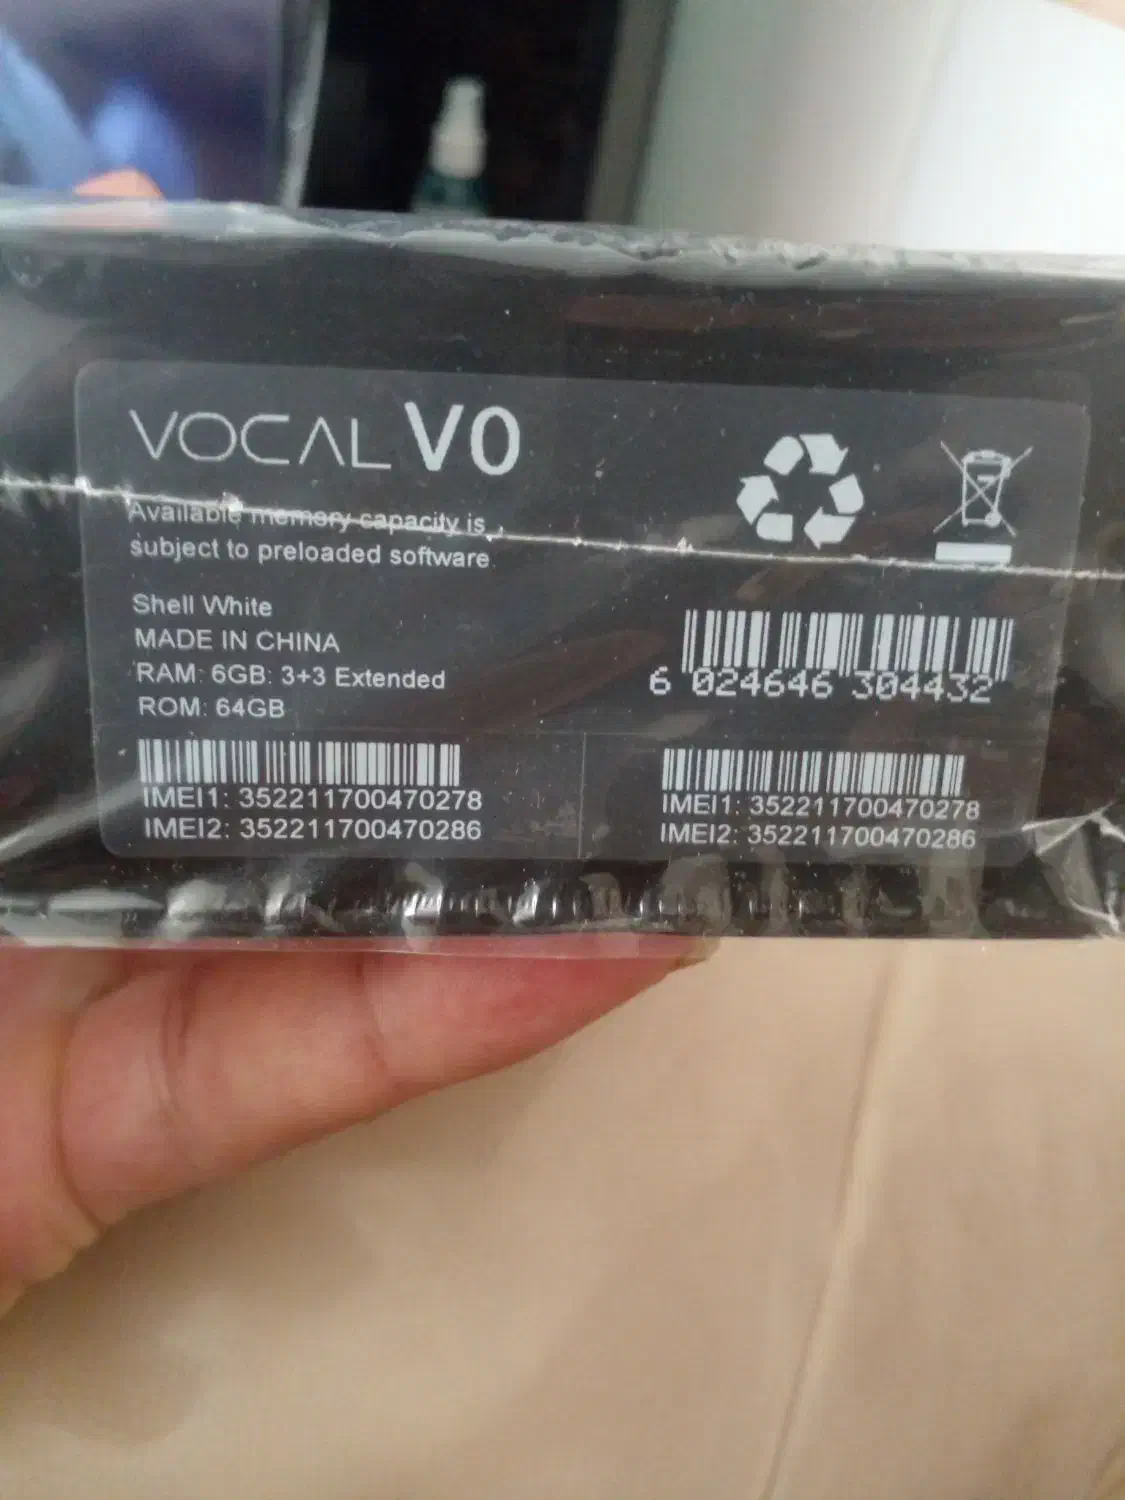 VOCAL V0
Available memory capacity is
subject to preloaded software
Shell White
MADE IN CHINA
RAM: 6GB: 3+3 Extended
ROM: 64GB
6 024646 304432
IMEI1: 352211700470278
IMEI2: 352211700470286
IMEI1: 352211700470278
IMEI2: 352211700470286